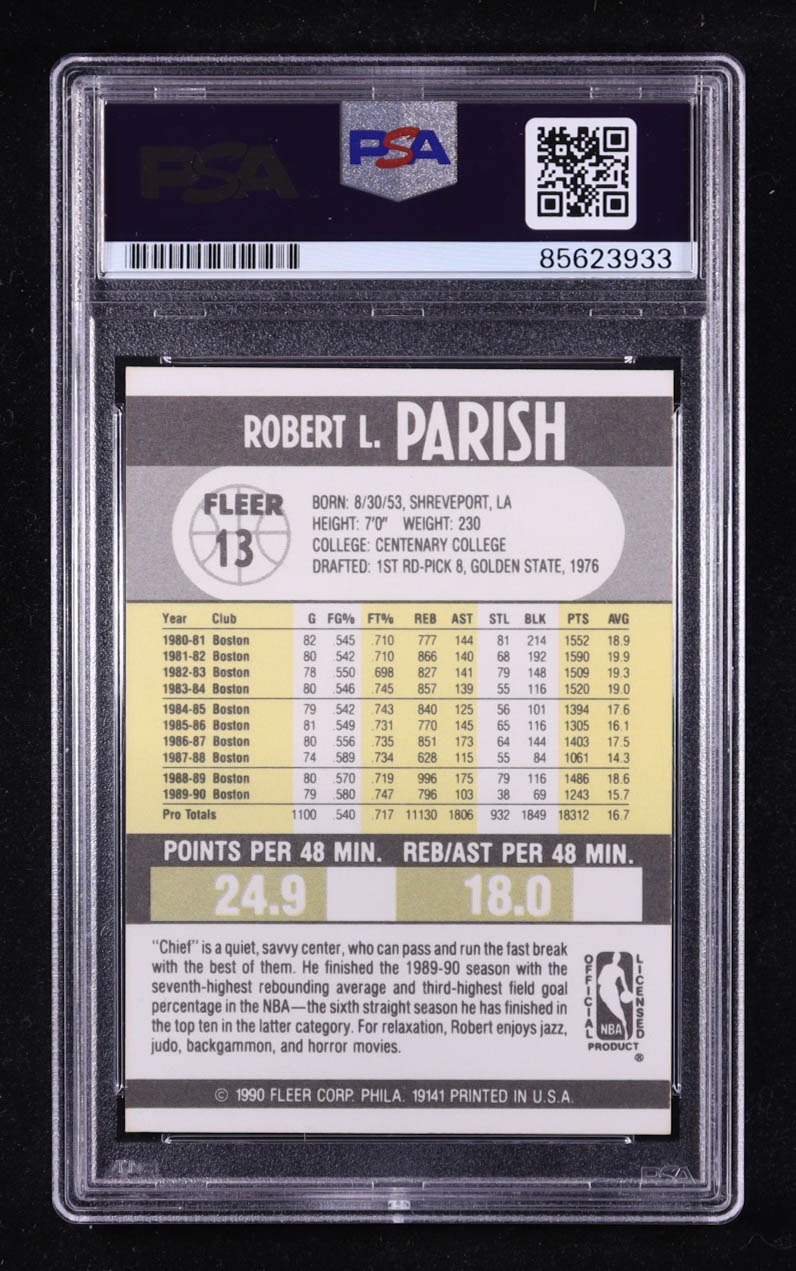 PSA
PSA
85623933
ROBERT L. PARISH
FLEER
13
BORN: 8/30/53, SHREVEPORT, LA
HEIGHT: 7'0" WEIGHT: 230
COLLEGE: CENTENARY COLLEGE
DRAFTED: 1ST RD-PICK 8, GOLDEN STATE, 1976
Year Club G FG% FT% REB AST STL BLK PTS AVG
1980-81 Boston 82 .545 .710 777 144 81 214 1552 18.9
1981-82 Boston 80 .542 .710 866 140 68 192 1590 19.9
1982-83 Boston 78 .550 .698 827 141 79 148 1509 19.3
1983-84 Boston 80 .546 .745 857 139 55 116 1520 19.0
1984-85 Boston 79 .542 .743 840 125 56 101 1394 17.6
1985-86 Boston 81 .549 .731 770 145 65 116 1305 16.1
1986-87 Boston 80 .556 .735 851 173 64 144 1403 17.5
1987-88 Boston 74 .589 .734 628 115 55 84 1061 14.3
1988-89 Boston 80 .570 .719 996 175 79 116 1486 18.6
1989-90 Boston 79 .580 .747 796 103 38 69 1243 15.7
Pro Totals 1100 .540 .717 11130 1806 932 1849 18312 16.7
POINTS PER 48 MIN. REB/AST PER 48 MIN.
24.9 18.0
"Chief" is a quiet, savvy center, who can pass and run the fast break
with the best of them. He finished the 1989-90 season with the
seventh-highest rebounding average and third-highest field goal
percentage in the NBA—the sixth straight season he has finished in
the top ten in the latter category. For relaxation, Robert enjoys jazz,
judo, backgammon, and horror movies.
OFFICIAL
LICENSED
NBA
PRODUCT
®
© 1990 FLEER CORP. PHILA. 19141 PRINTED IN U.S.A.
PSA